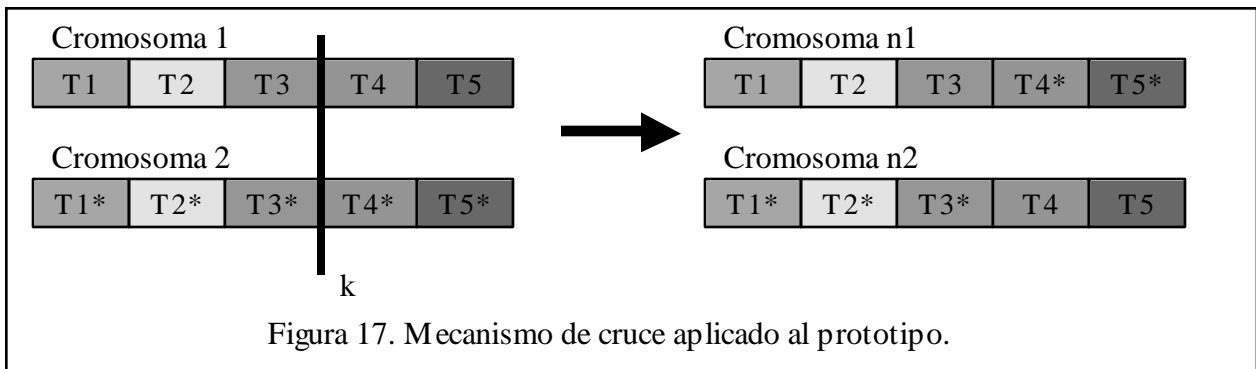 Cromosoma 1
T1 T2 T3 T4 T5
Cromosoma 2
T1* T2* T3* T4* T5*
k
Cromosoma n1
T1 T2 T3 T4* T5*
Cromosoma n2
T1* T2* T3* T4 T5
Figura 17. Mecanismo de cruce aplicado al prototipo.